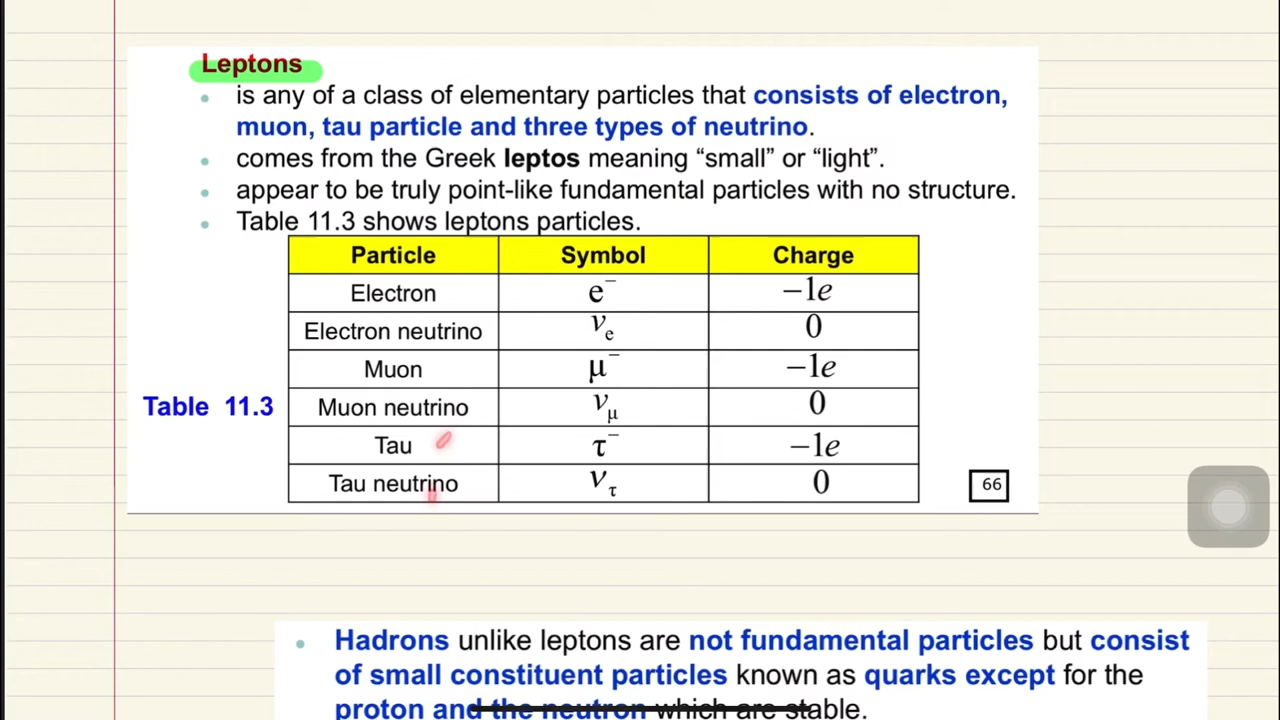 Leptons
• is any of a class of elementary particles that consists of electron,
muon, tau particle and three types of neutrino.
• comes from the Greek leptos meaning “small” or “light”.
• appear to be truly point-like fundamental particles with no structure.
• Table 11.3 shows leptons particles.
Particle Symbol Charge
Electron e⁻ −1e
Electron neutrino νₑ 0
Muon μ⁻ −1e
Table 11.3
Muon neutrino ν_μ 0
Tau τ⁻ −1e
Tau neutrino ν_τ 0
66
• Hadrons unlike leptons are not fundamental particles but consist
of small constituent particles known as quarks except for the
proton and the neutron which are stable.